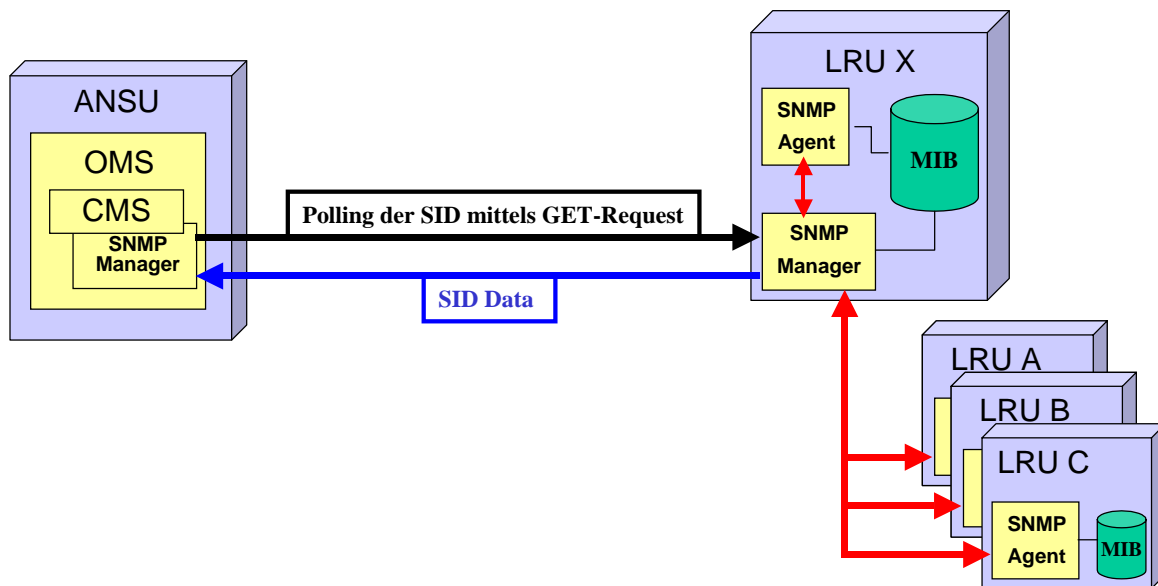 ANSU
OMS
CMS
SNMP
Manager
Polling der SID mittels GET-Request
SID Data
LRU X
SNMP
Agent
MIB
SNMP
Manager
LRU A
LRU B
LRU C
SNMP
Agent
MIB